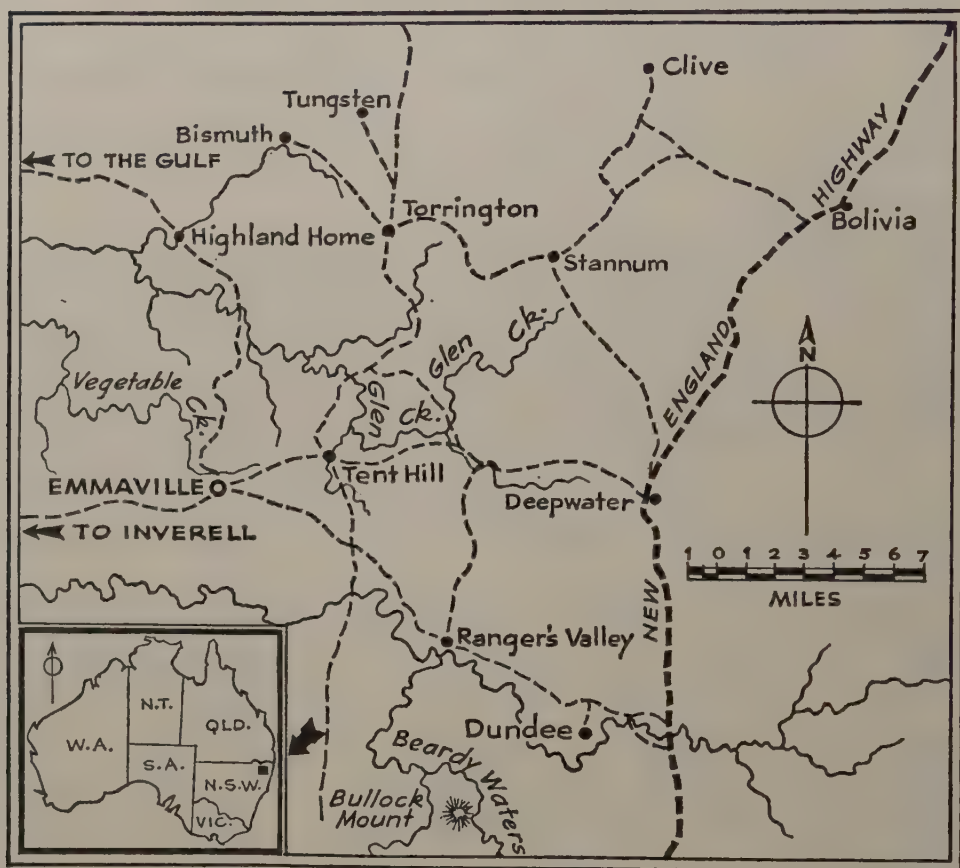 Clive
Tungsten
Bismuth
HIGHWAY
TO THE GULF
Torrington
Bolivia
Highland Home
Stannum
ENGLAND
N
Glen Ck.
Vegetable
Ck.
Glen
Ck.
Tent Hill
EMMAVILLE
Deepwater
TO INVERELL
1 0 1 2 3 4 5 6 7
MILES
NEW
Ranger's Valley
Dundee
Beardy Waters
Bullock
Mount
N.T.
QLD.
W.A.
S.A.
N.S.W.
VIC.